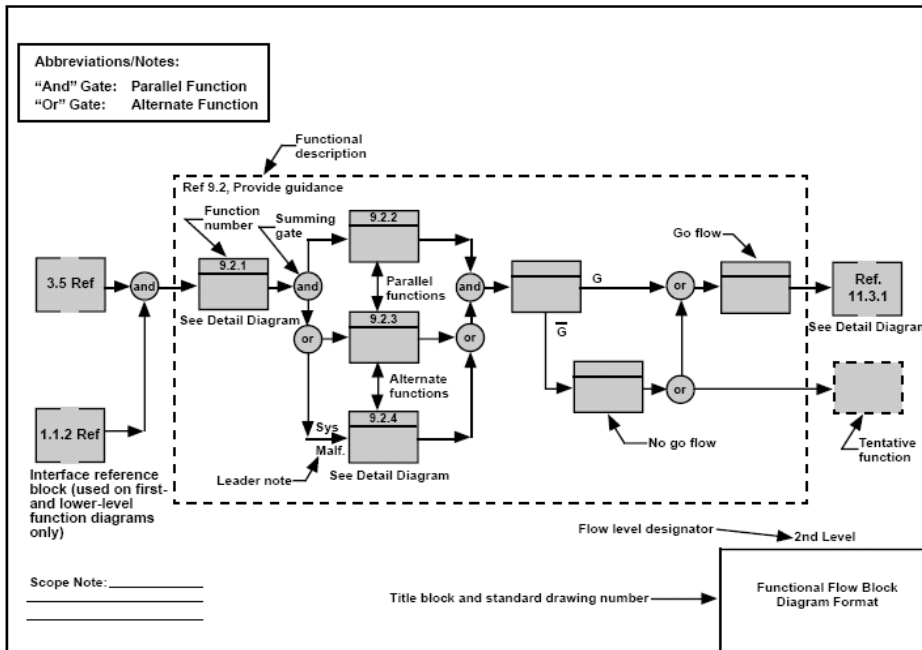 Abbreviations/Notes:
“And” Gate: Parallel Function
“Or” Gate: Alternate Function
Functional
description
Ref 9.2, Provide guidance
Function
number
Summing
gate
9.2.2
Go flow
3.5 Ref
and
9.2.1
and
Parallel
functions
and
G
or
Ref.
11.3.1
See Detail Diagram
See Detail Diagram
9.2.3
or
or
G̅
Alternate
functions
or
1.1.2 Ref
Sys
Malf.
9.2.4
No go flow
Tentative
function
See Detail Diagram
Leader note
Interface reference
block (used on first-
and lower-level
function diagrams
only)
Flow level designator
2nd Level
Scope Note:
Title block and standard drawing number
Functional Flow Block
Diagram Format